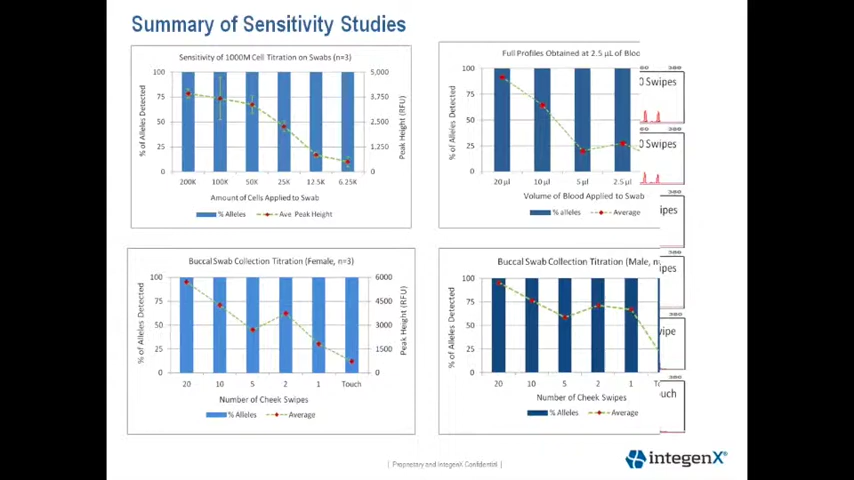 Summary of Sensitivity Studies
Sensitivity of 1000M Cell Titration on Swabs (n=3)
% of Alleles Detected
100
75
50
25
0
5,000
3,750
2,500
1,250
0
Peak Height (RFU)
200K 100K 50K 25K 12.5K 6.25K
Amount of Cells Applied to Swab
% Alleles Ave Peak Height
Full Profiles Obtained at 2.5 µL of Bloo
% of Alleles Detected
100
75
50
25
0
20 µl 10 µl 5 µl 2.5 µl
Volume of Blood Applied to Swab
% alleles Average
0 Swipes
0 Swipes
ipes
ipes
wipe
uch
Buccal Swab Collection Titration (Female, n=3)
% of Alleles Detected
100
75
50
25
0
6000
4500
3000
1500
0
Peak Height (RFU)
20 10 5 2 1 Touch
Number of Cheek Swipes
% Alleles Average
Buccal Swab Collection Titration (Male, n
% of Alleles Detected
100
75
50
25
0
20 10 5 2 1
Number of Cheek Swipes
% Alleles Average
[ Proprietary and IntegenX Confidential ]
integenX®